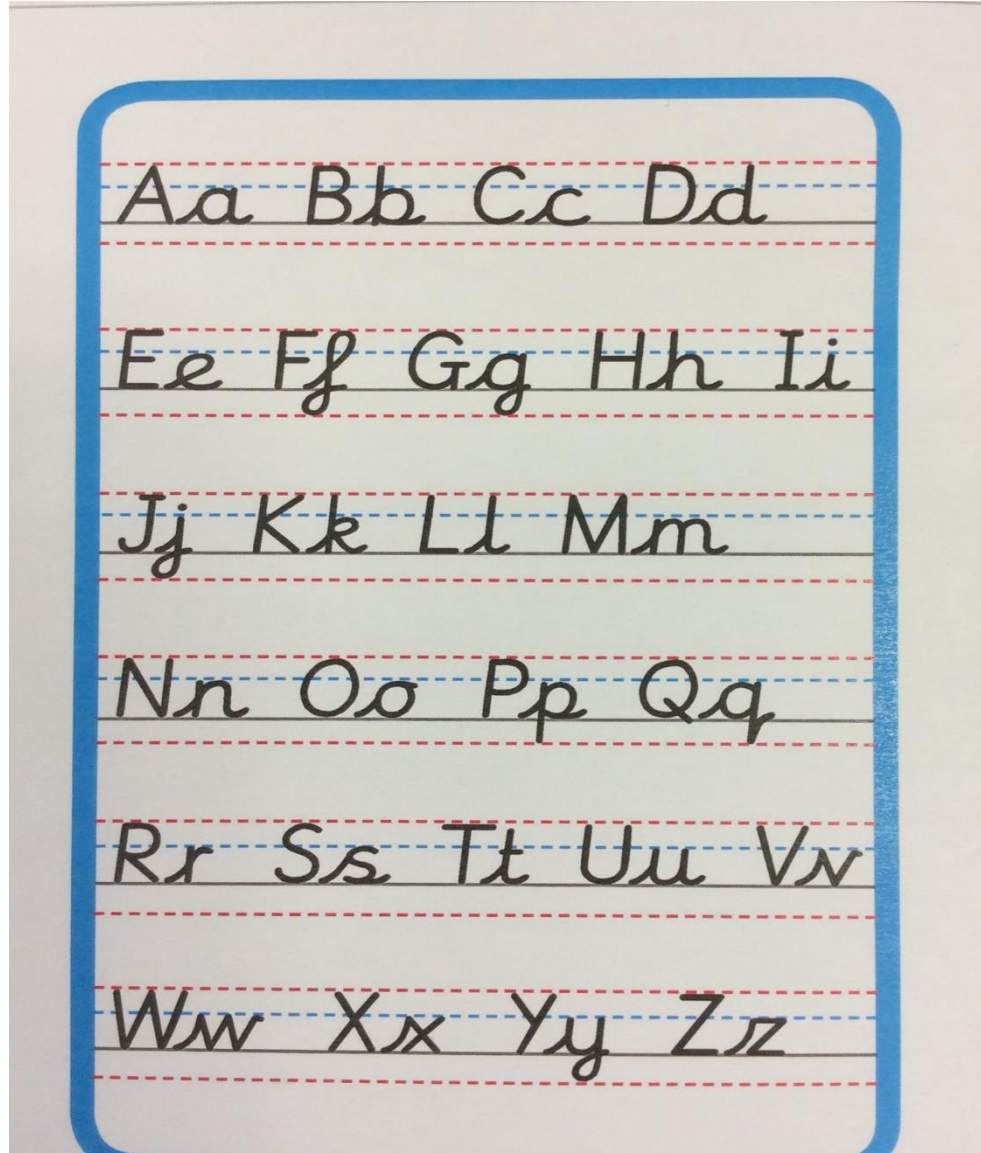 Aa Bb Cc Dd
Ee Ff Gg Hh Ii
Jj Kk Ll Mm
Nn Oo Pp Qq
Rr Ss Tt Uu Vv
Ww Xx Yy Zz